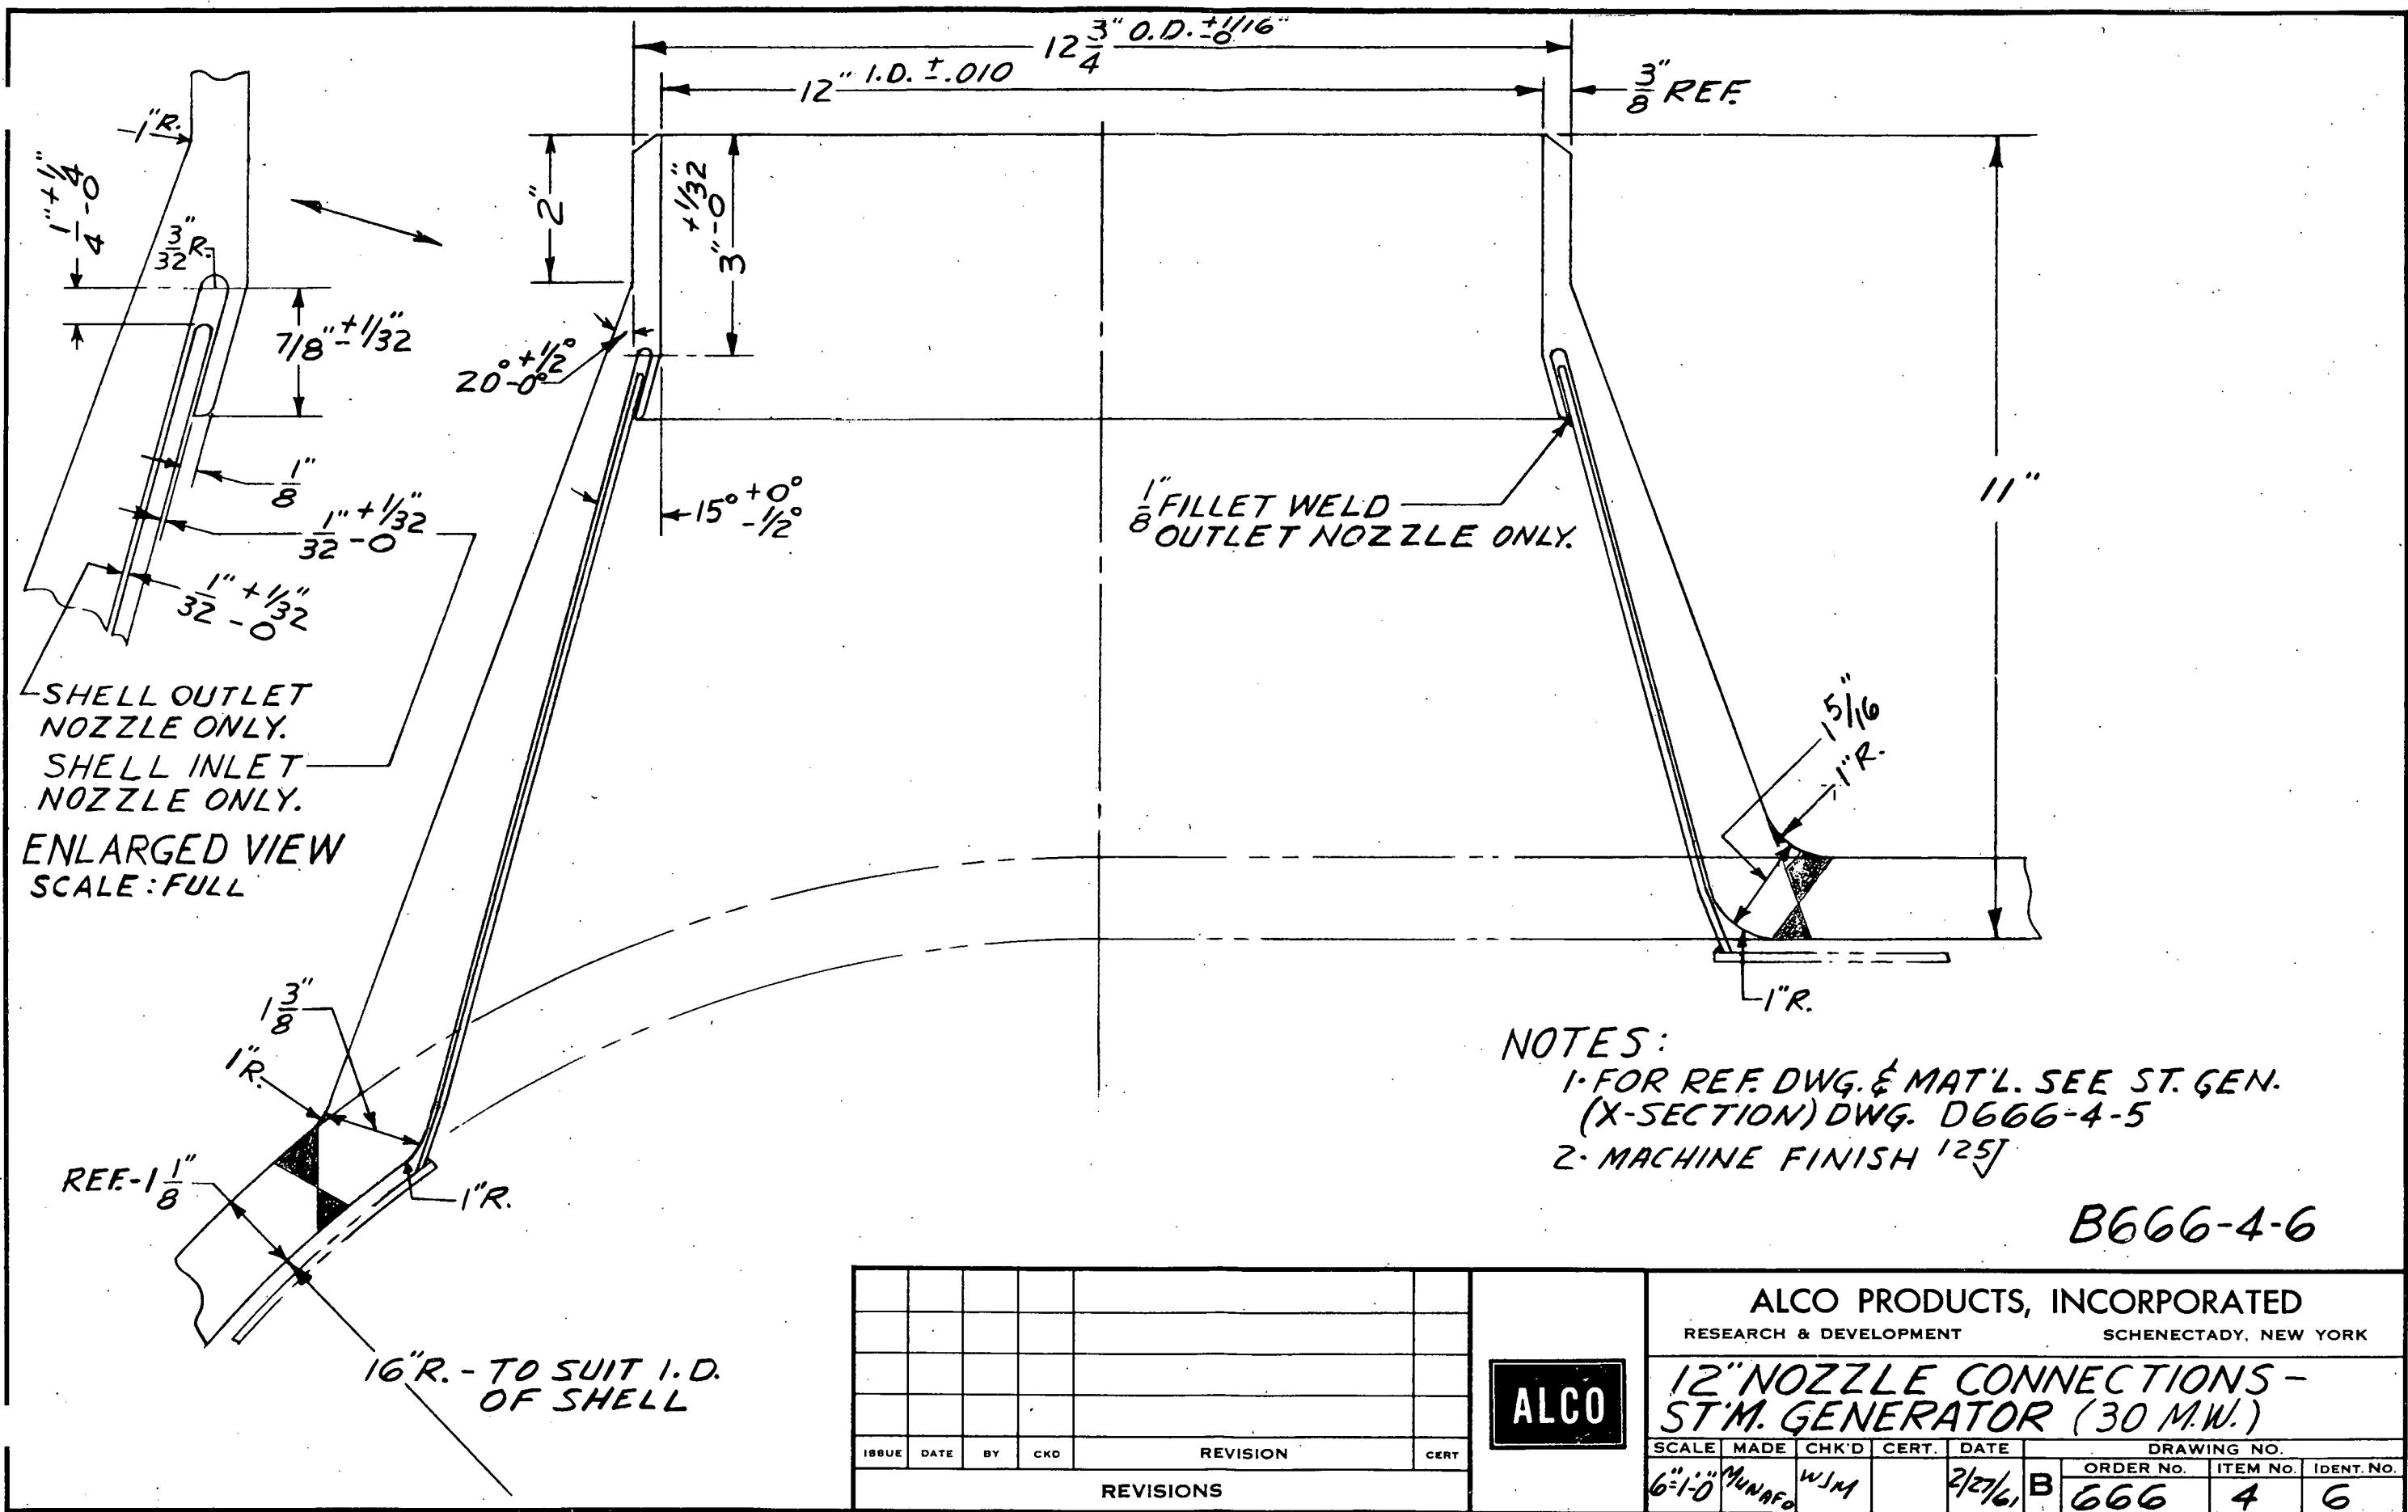 12 3/4" O.D. +1/16" -0
12" I.D. ±.010
3/8" REF.
1"R.
1/4" +1/4" -0
3/32" R.
7/8" ±1/32"
1/8"
1/32" +1/32" -0
1/32" +1/32" -0
SHELL OUTLET
NOZZLE ONLY.
SHELL INLET
NOZZLE ONLY.
ENLARGED VIEW
SCALE: FULL
2"
3" +1/32 -0
20° +1/2° -0°
15° +0° -1/2°
1/8" FILLET WELD
OUTLET NOZZLE ONLY.
11"
1 5/16"
1"R.
1"R.
1 3/8"
1"R.
REF.-1 1/8"
1"R.
16"R. - TO SUIT I.D.
OF SHELL
NOTES:
1. FOR REF. DWG. & MAT'L. SEE ST. GEN.
(X-SECTION) DWG. D666-4-5
2. MACHINE FINISH 125
B666-4-6
ISSUE DATE BY CKD REVISION CERT
REVISIONS
ALCO
ALCO PRODUCTS, INCORPORATED
RESEARCH & DEVELOPMENT SCHENECTADY, NEW YORK
12" NOZZLE CONNECTIONS -
ST'M. GENERATOR (30 M.W.)
SCALE MADE CHK'D CERT. DATE DRAWING NO.
ORDER No. ITEM No. IDENT. No.
6"=1'-0" MUNAFO WJM 2/27/61 B 666 4 6